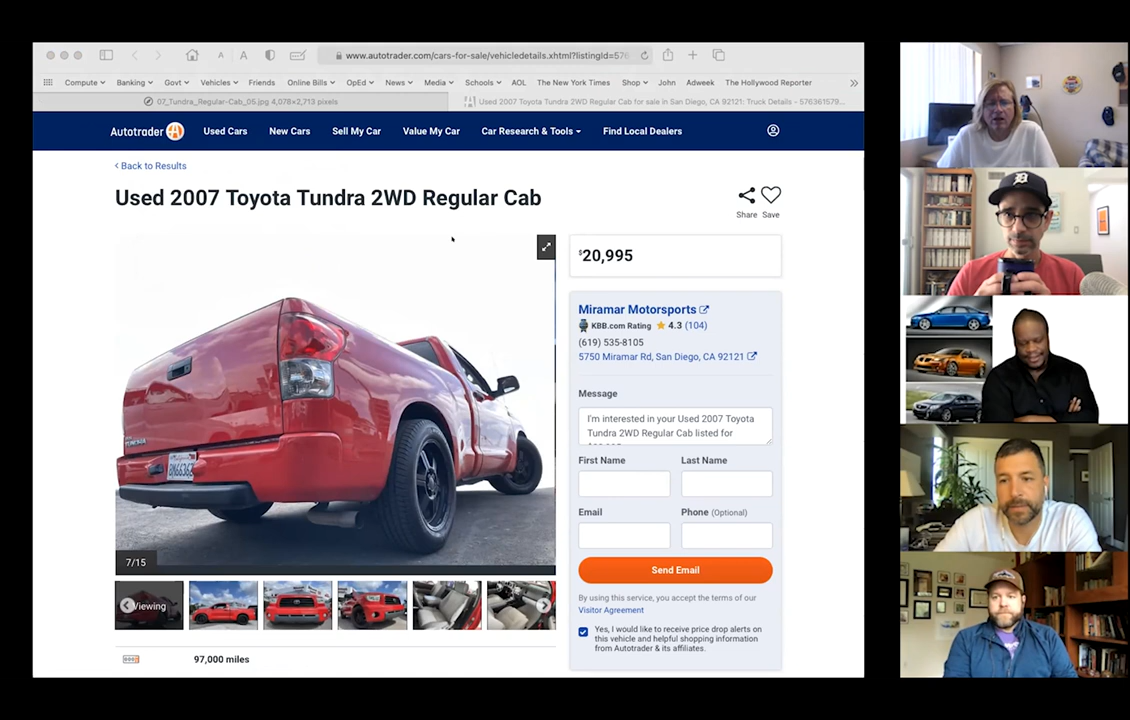 www.autotrader.com/cars-for-sale/vehicledetails.xhtml?listingId=576
A
A
Compute
Banking
Govt
Vehicles
Friends
Online Bills
OpEd
News
Media
Schools
AOL
The New York Times
Shop
John
Adweek
The Hollywood Reporter
07_Tundra_Regular-Cab_05.jpg 4,078×2,713 pixels
Used 2007 Toyota Tundra 2WD Regular Cab for sale in San Diego, CA 92121: Truck Details - 576361579...
Autotrader
Used Cars
New Cars
Sell My Car
Value My Car
Car Research & Tools
Find Local Dealers
Back to Results
Used 2007 Toyota Tundra 2WD Regular Cab
Share
Save
$20,995
Miramar Motorsports
KBB.com Rating 4.3 (104)
(619) 535-8105
5750 Miramar Rd, San Diego, CA 92121
Message
I'm interested in your Used 2007 Toyota
Tundra 2WD Regular Cab listed for
First Name
Last Name
Email
Phone (Optional)
Send Email
By using this service, you accept the terms of our
Visitor Agreement
Yes, I would like to receive price drop alerts on
this vehicle and helpful shopping information
from Autotrader & its affiliates.
TUNDRA
7/15
Viewing
97,000 miles
D